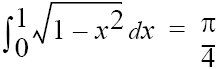 ∫₀¹√(1 − x²) dx = π/4